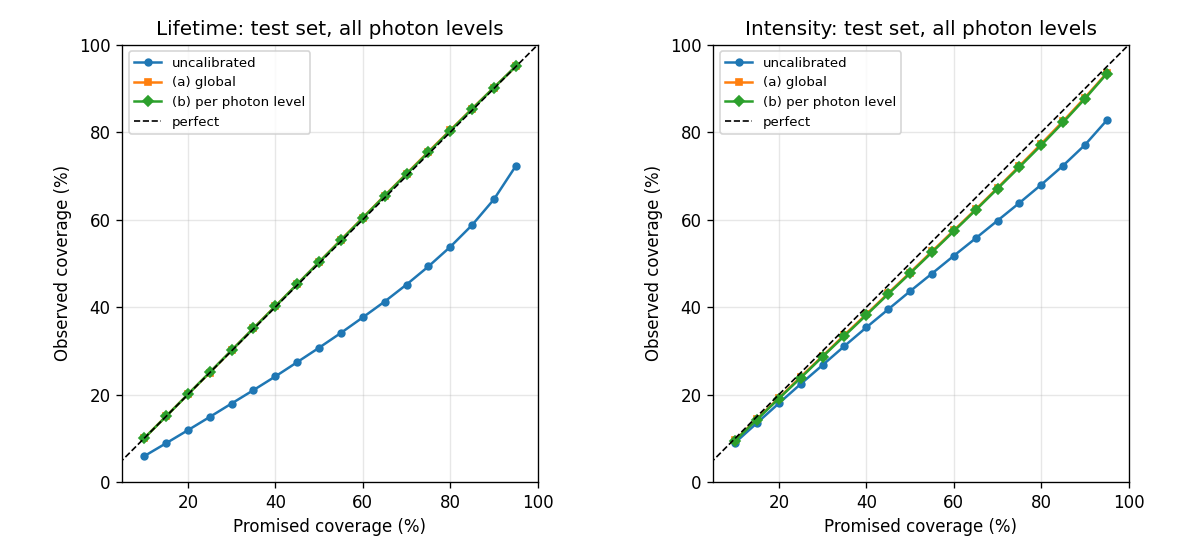 Lifetime: test set, all photon levels
100
80
60
40
20
0
20
40
60
80
100
Observed coverage (%)
Promised coverage (%)
uncalibrated
(a) global
(b) per photon level
perfect
Intensity: test set, all photon levels
100
80
60
40
20
0
20
40
60
80
100
Observed coverage (%)
Promised coverage (%)
uncalibrated
(a) global
(b) per photon level
perfect